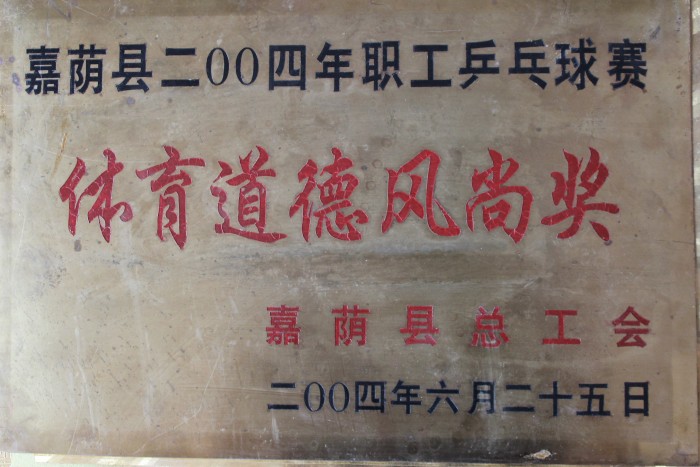 嘉荫县二00四年职工乒乓球赛
体育道德风尚奖
嘉荫县总工会
二00四年六月二十五日